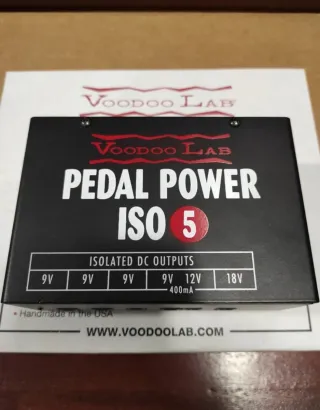 VOODOO LAB®
VOODOO LAB
PEDAL POWER
ISO 5
ISOLATED DC OUTPUTS
9V 9V 9V 9V 12V 18V
400mA
• Handmade in the USA
WWW.VOODOOLAB.COM